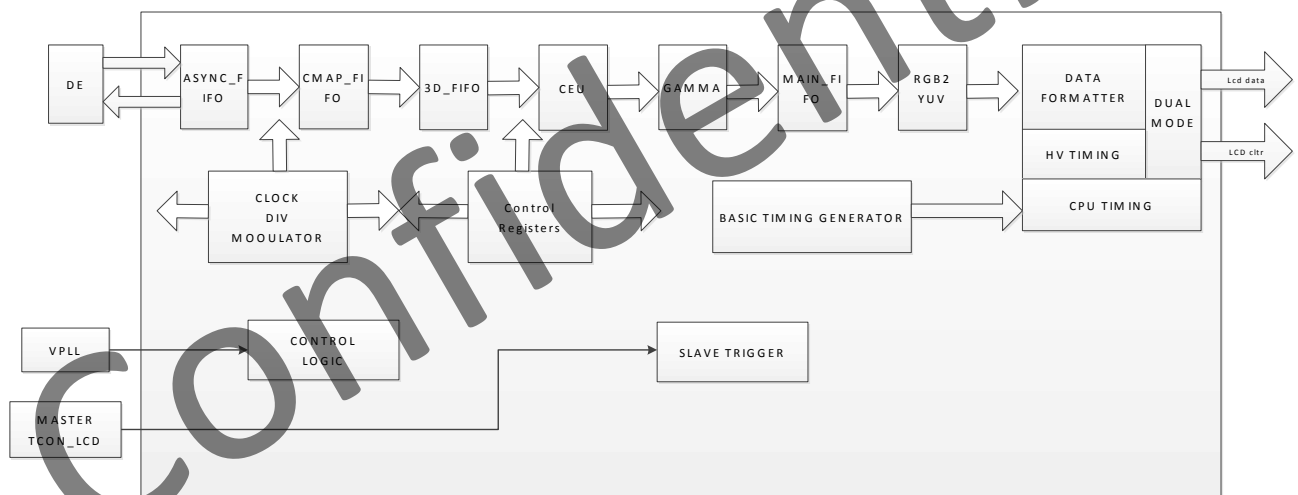 DE
ASYNC_F
IFO
CMAP_FI
FO
3D_FIFO
CEU
GAMMA
MAIN_FI
FO
RGB2
YUV
DATA
FORMATTER
DUAL
MODE
HV TIMING
CPU TIMING
Lcd data
LCD cltr
CLOCK
DIV
MOOULATOR
Control
Registers
BASIC TIMING GENERATOR
VPLL
CONTROL
LOGIC
SLAVE TRIGGER
MASTER
TCON_LCD
Confidenti